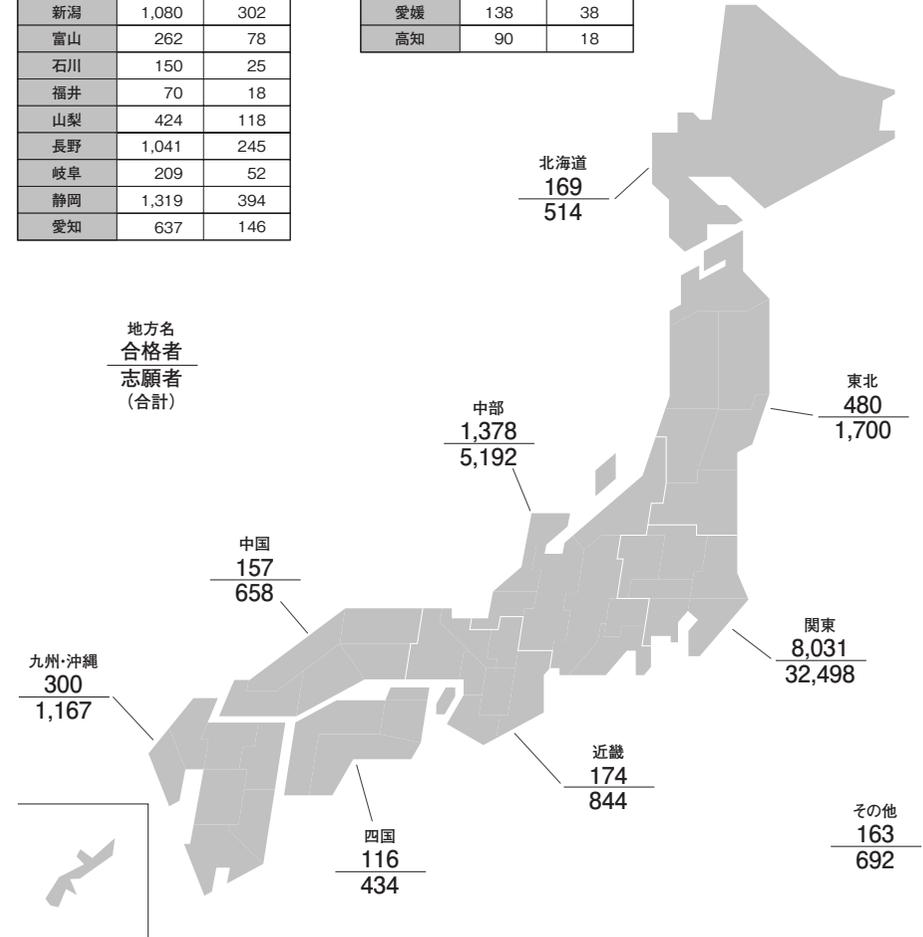 新潟 1,080 302
富山 262 78
石川 150 25
福井 70 18
山梨 424 118
長野 1,041 245
岐阜 209 52
静岡 1,319 394
愛知 637 146
愛媛 138 38
高知 90 18
地方名
合格者
志願者
（合計）
北海道
169
514
東北
480
1,700
中部
1,378
5,192
中国
157
658
関東
8,031
32,498
九州・沖縄
300
1,167
近畿
174
844
四国
116
434
その他
163
692